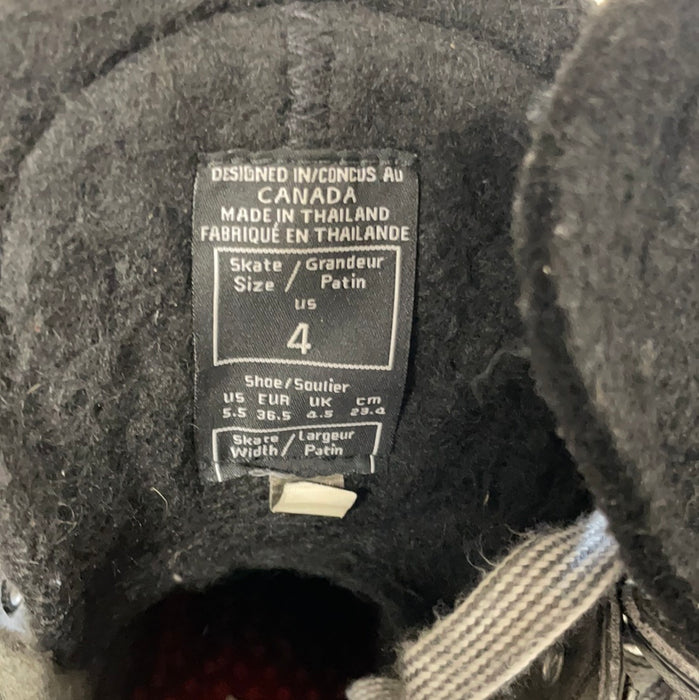 DESIGNED IN/CONCUS AU
CANADA
MADE IN THAILAND
FABRIQUÉ EN THAILANDE
Skate / Grandeur
Size / Patin
US
4
Shoe/Soulier
US EUR UK cm
5.5 36.5 4.5 23.4
Skate / Largeur
Width / Patin